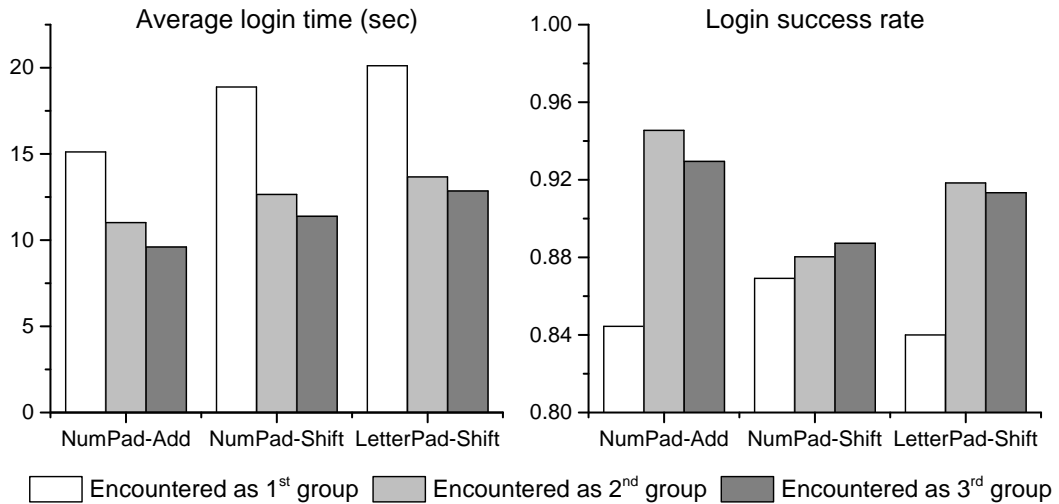 Average login time (sec)
20
15
10
5
0
NumPad-Add NumPad-Shift LetterPad-Shift
Login success rate
1.00
0.96
0.92
0.88
0.84
0.80
NumPad-Add NumPad-Shift LetterPad-Shift
Encountered as 1st group Encountered as 2nd group Encountered as 3rd group